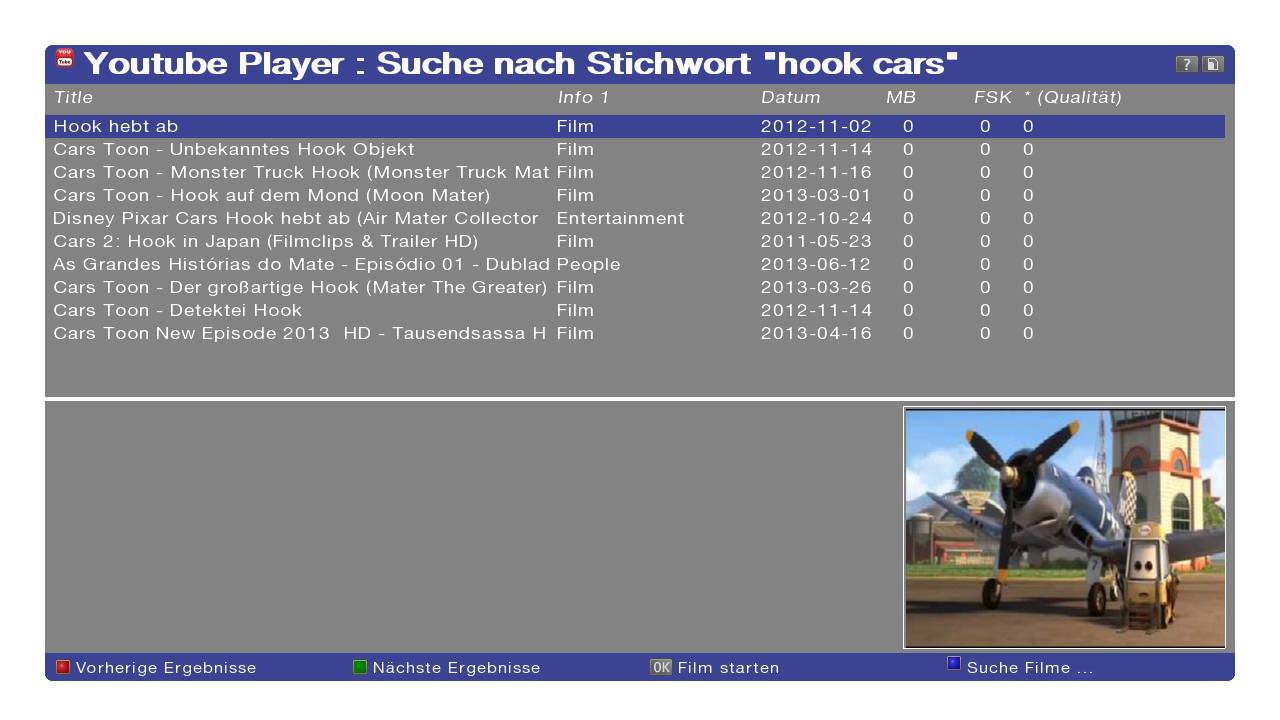 You Tube Youtube Player : Suche nach Stichwort "hook cars" ?
Title Info 1 Datum MB FSK * (Qualität)
Hook hebt ab Film 2012-11-02 0 0 0
Cars Toon - Unbekanntes Hook Objekt Film 2012-11-14 0 0 0
Cars Toon - Monster Truck Hook (Monster Truck Mat Film 2012-11-16 0 0 0
Cars Toon - Hook auf dem Mond (Moon Mater) Film 2013-03-01 0 0 0
Disney Pixar Cars Hook hebt ab (Air Mater Collector Entertainment 2012-10-24 0 0 0
Cars 2: Hook in Japan (Filmclips & Trailer HD) Film 2011-05-23 0 0 0
As Grandes Histórias do Mate - Episódio 01 - Dublad People 2013-06-12 0 0 0
Cars Toon - Der großartige Hook (Mater The Greater) Film 2013-03-26 0 0 0
Cars Toon - Detektei Hook Film 2012-11-14 0 0 0
Cars Toon New Episode 2013 HD - Tausendsassa H Film 2013-04-16 0 0 0
Vorherige Ergebnisse Nächste Ergebnisse OK Film starten Suche Filme ...